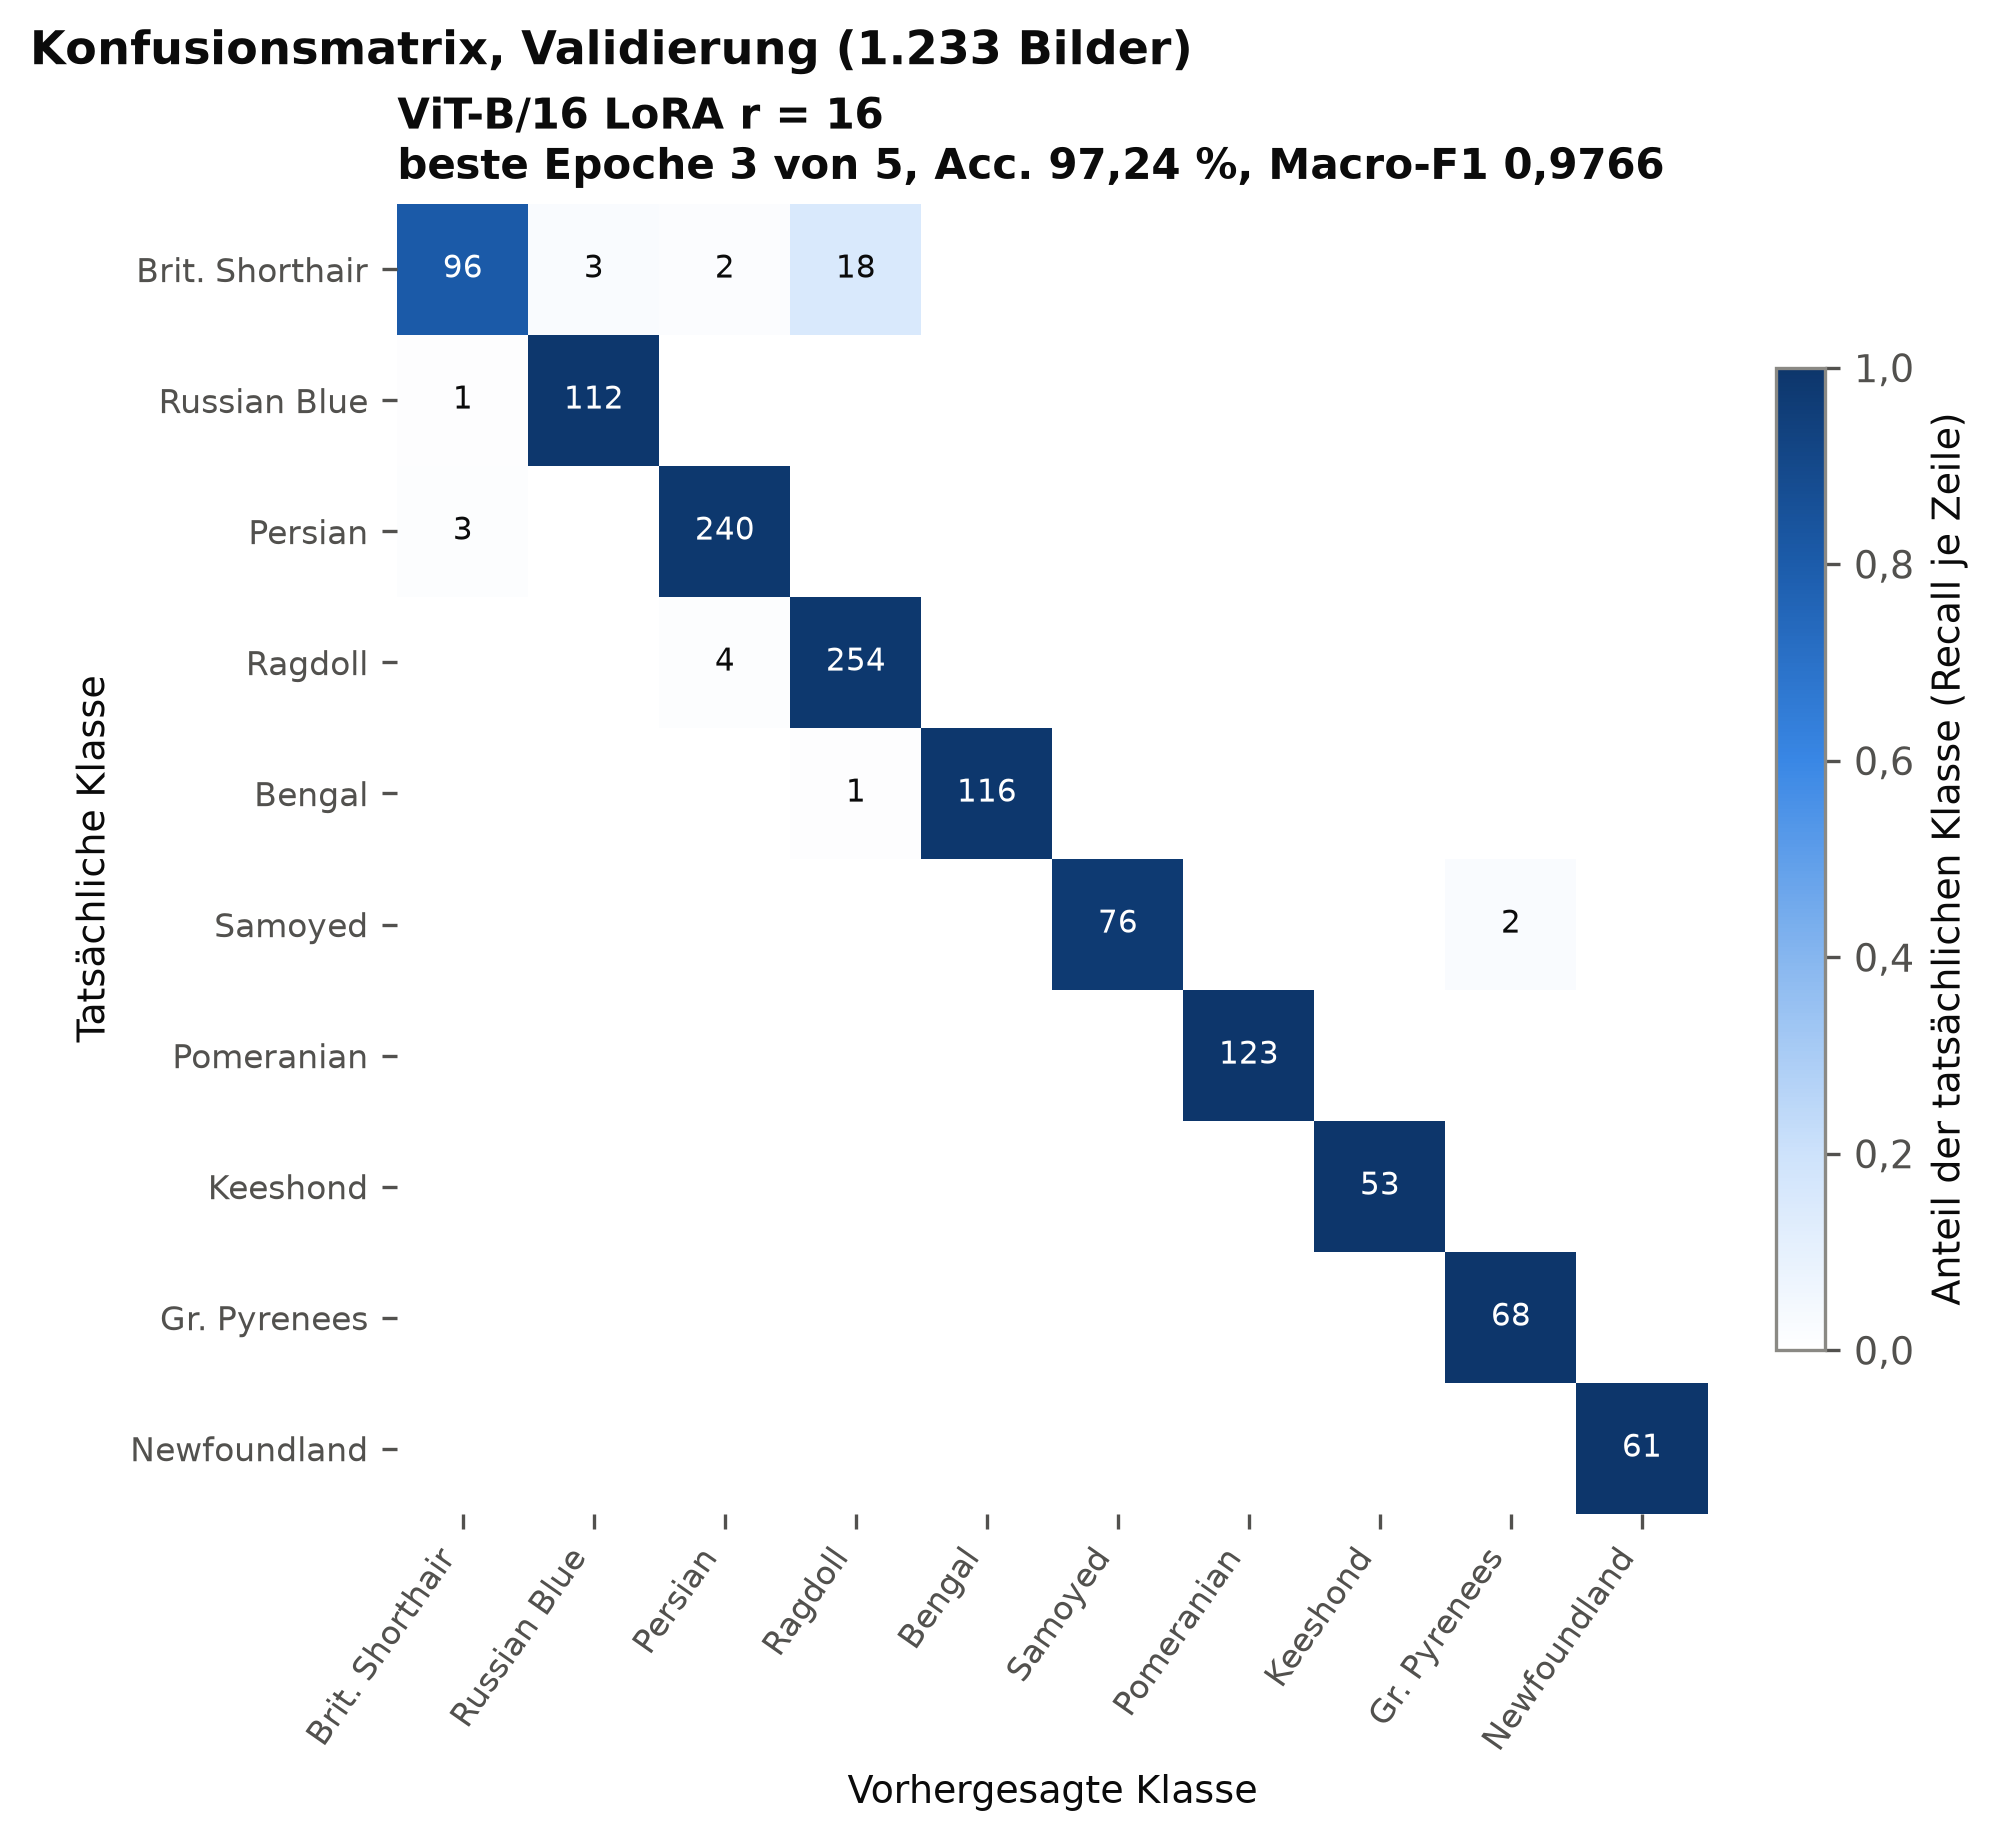 Konfusionsmatrix, Validierung (1.233 Bilder)
ViT-B/16 LoRA r = 16
beste Epoche 3 von 5, Acc. 97,24 %, Macro-F1 0,9766
Tatsächliche Klasse
Brit. Shorthair 96 3 2 18
Russian Blue 1 112
Persian 3 240
Ragdoll 4 254
Bengal 1 116
Samoyed 76 2
Pomeranian 123
Keeshond 53
Gr. Pyrenees 68
Newfoundland 61
Brit. Shorthair
Russian Blue
Persian
Ragdoll
Bengal
Samoyed
Pomeranian
Keeshond
Gr. Pyrenees
Newfoundland
Vorhergesagte Klasse
1,0
0,8
0,6
0,4
0,2
0,0
Anteil der tatsächlichen Klasse (Recall je Zeile)